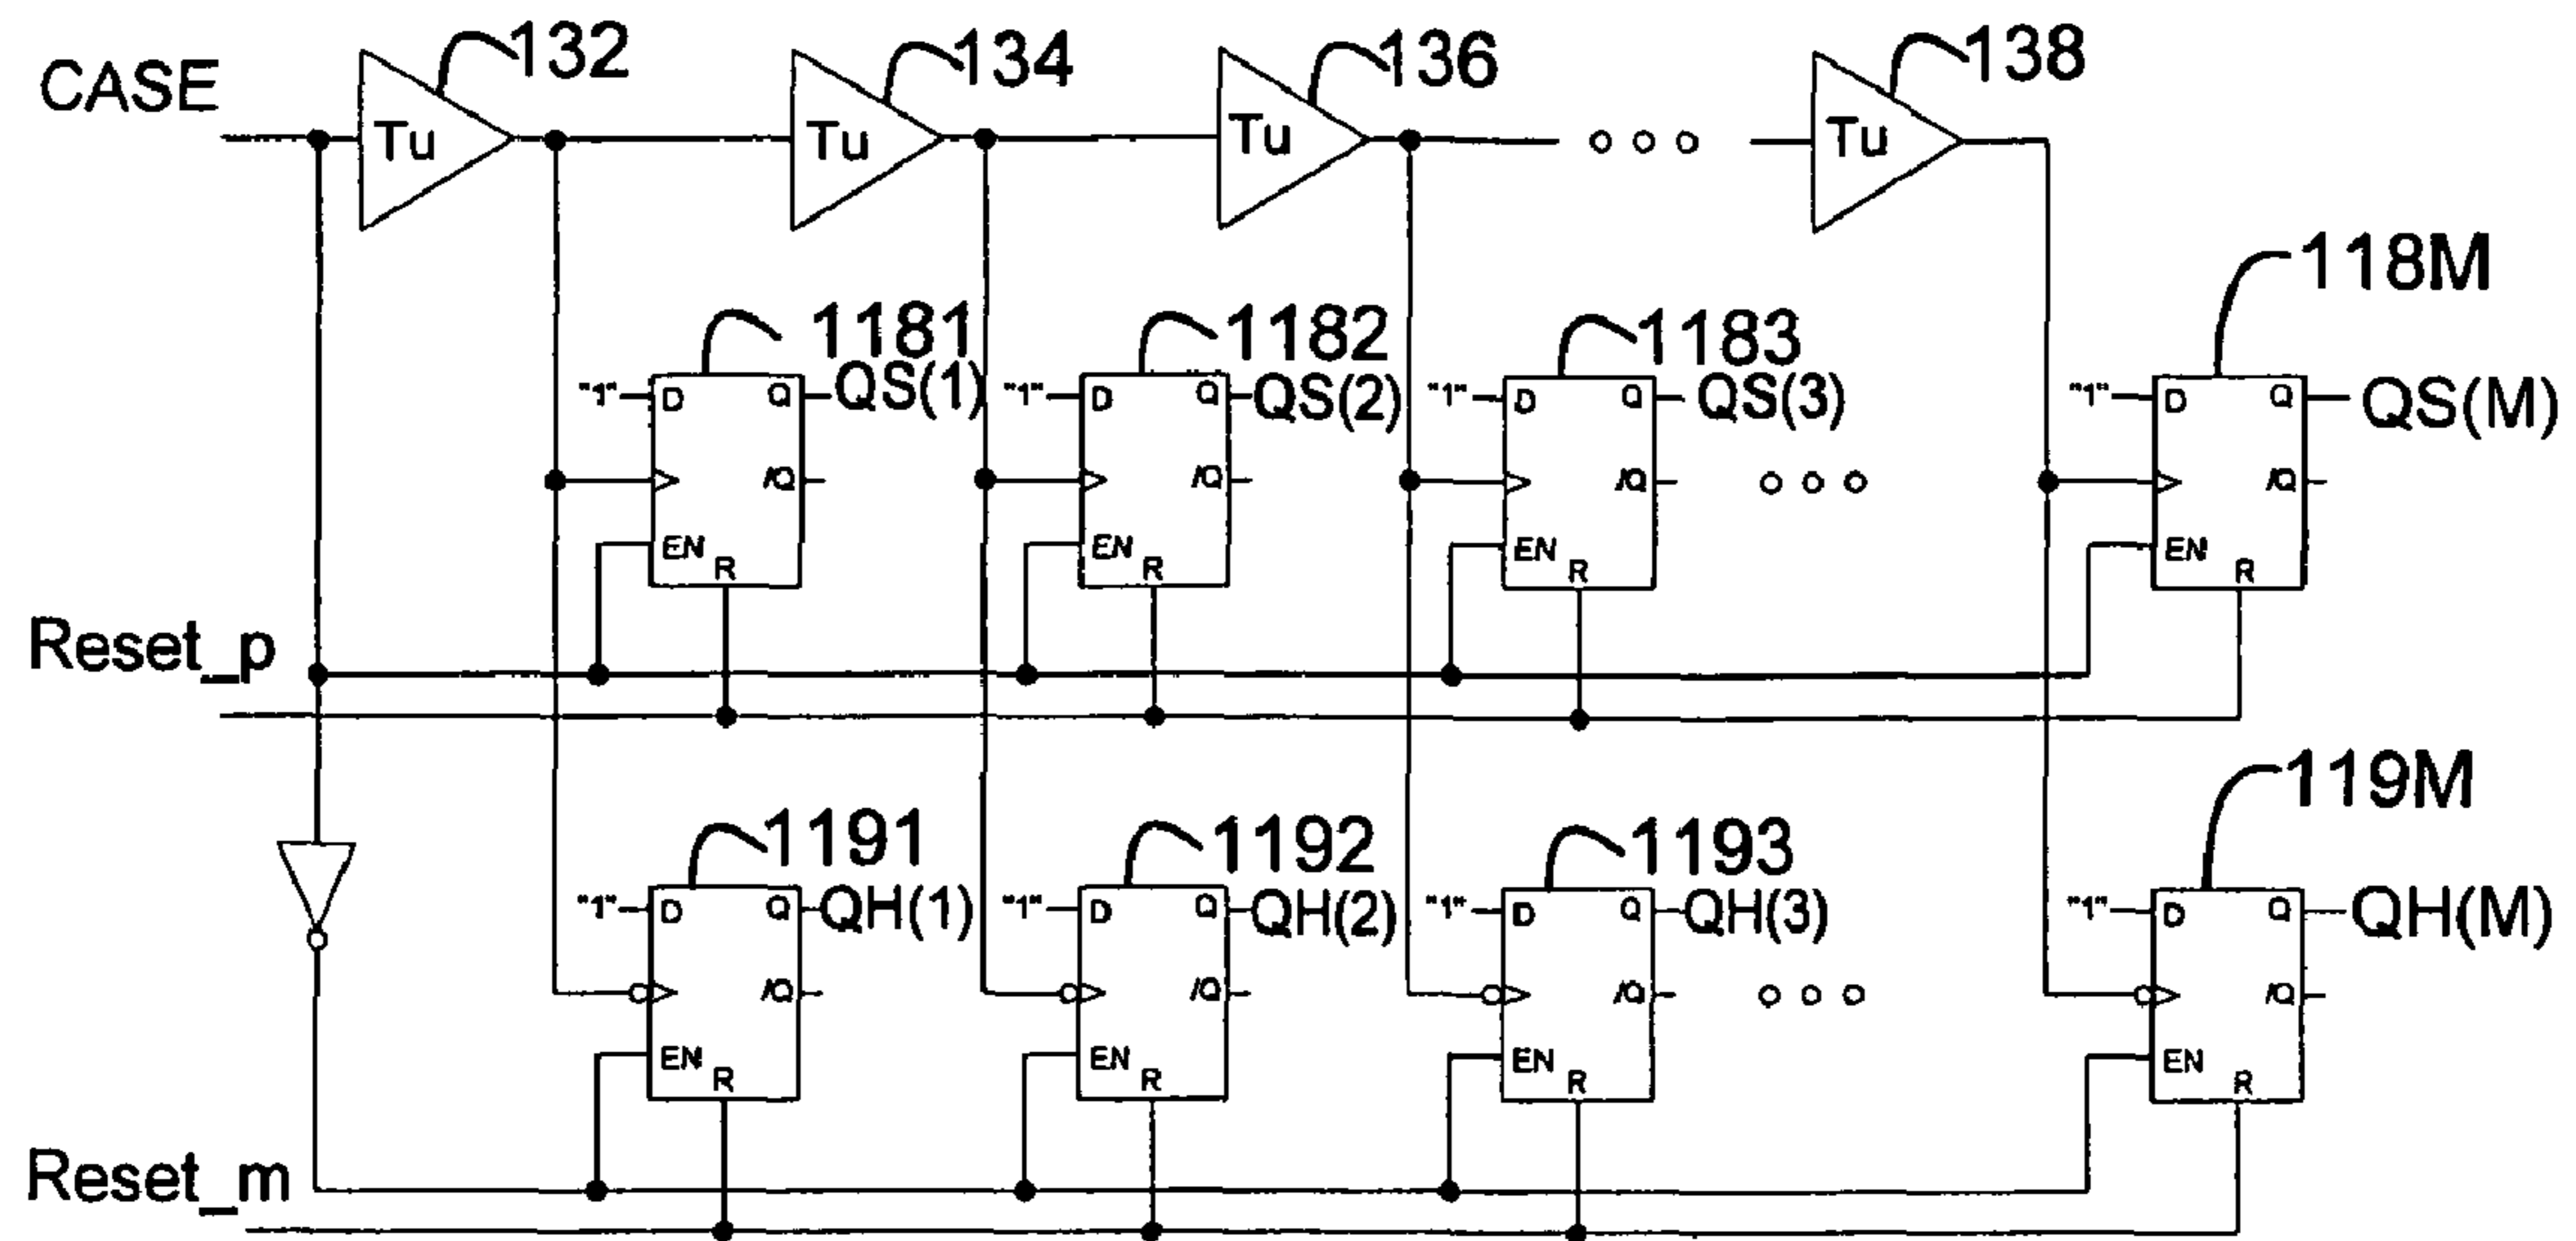 CASE
132
134
136
138
Tu
Tu
Tu
Tu
118M
1181
1182
1183
"1" D Q QS(1)
"1" D Q QS(2)
"1" D Q QS(3)
"1" D Q QS(M)
/Q
/Q
/Q
/Q
EN
EN
EN
EN
R
R
R
R
Reset_p
119M
1191
1192
1193
"1" D Q QH(1)
"1" D Q QH(2)
"1" D Q QH(3)
"1" D Q QH(M)
/Q
/Q
/Q
/Q
EN
EN
EN
EN
R
R
R
R
Reset_m